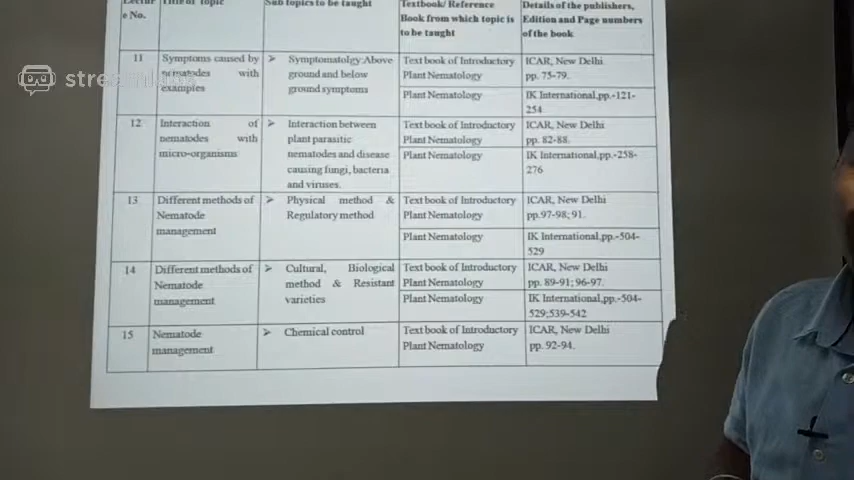 Lecture No.
Title of topic
Sub topics to be taught
Textbook/ Reference
Book from which topic is
to be taught
Details of the publishers,
Edition and Page numbers
of the book
11
Symptoms caused by
nematodes with
examples
➤ Symptomatolgy:Above
ground and below
ground symptoms
Text book of Introductory
Plant Nematology
ICAR, New Delhi
pp. 75-79.
Plant Nematology
IK International,pp.-121-
254
12
Interaction of
nematodes with
micro-organisms
➤ Interaction between
plant parasitic
nematodes and disease
causing fungi, bacteria
and viruses.
Text book of Introductory
Plant Nematology
ICAR, New Delhi
pp. 82-88.
Plant Nematology
IK International,pp.-258-
276
13
Different methods of
Nematode
management
➤ Physical method &
Regulatory method
Text book of Introductory
Plant Nematology
ICAR, New Delhi
pp.97-98; 91.
Plant Nematology
IK International,pp.-504-
529
14
Different methods of
Nematode
management
➤ Cultural, Biological
method & Resistant
varieties
Text book of Introductory
Plant Nematology
ICAR, New Delhi
pp. 89-91; 96-97.
Plant Nematology
IK International,pp.-504-
529;539-542
15
Nematode
management
➤ Chemical control
Text book of Introductory
Plant Nematology
ICAR, New Delhi
pp. 92-94.